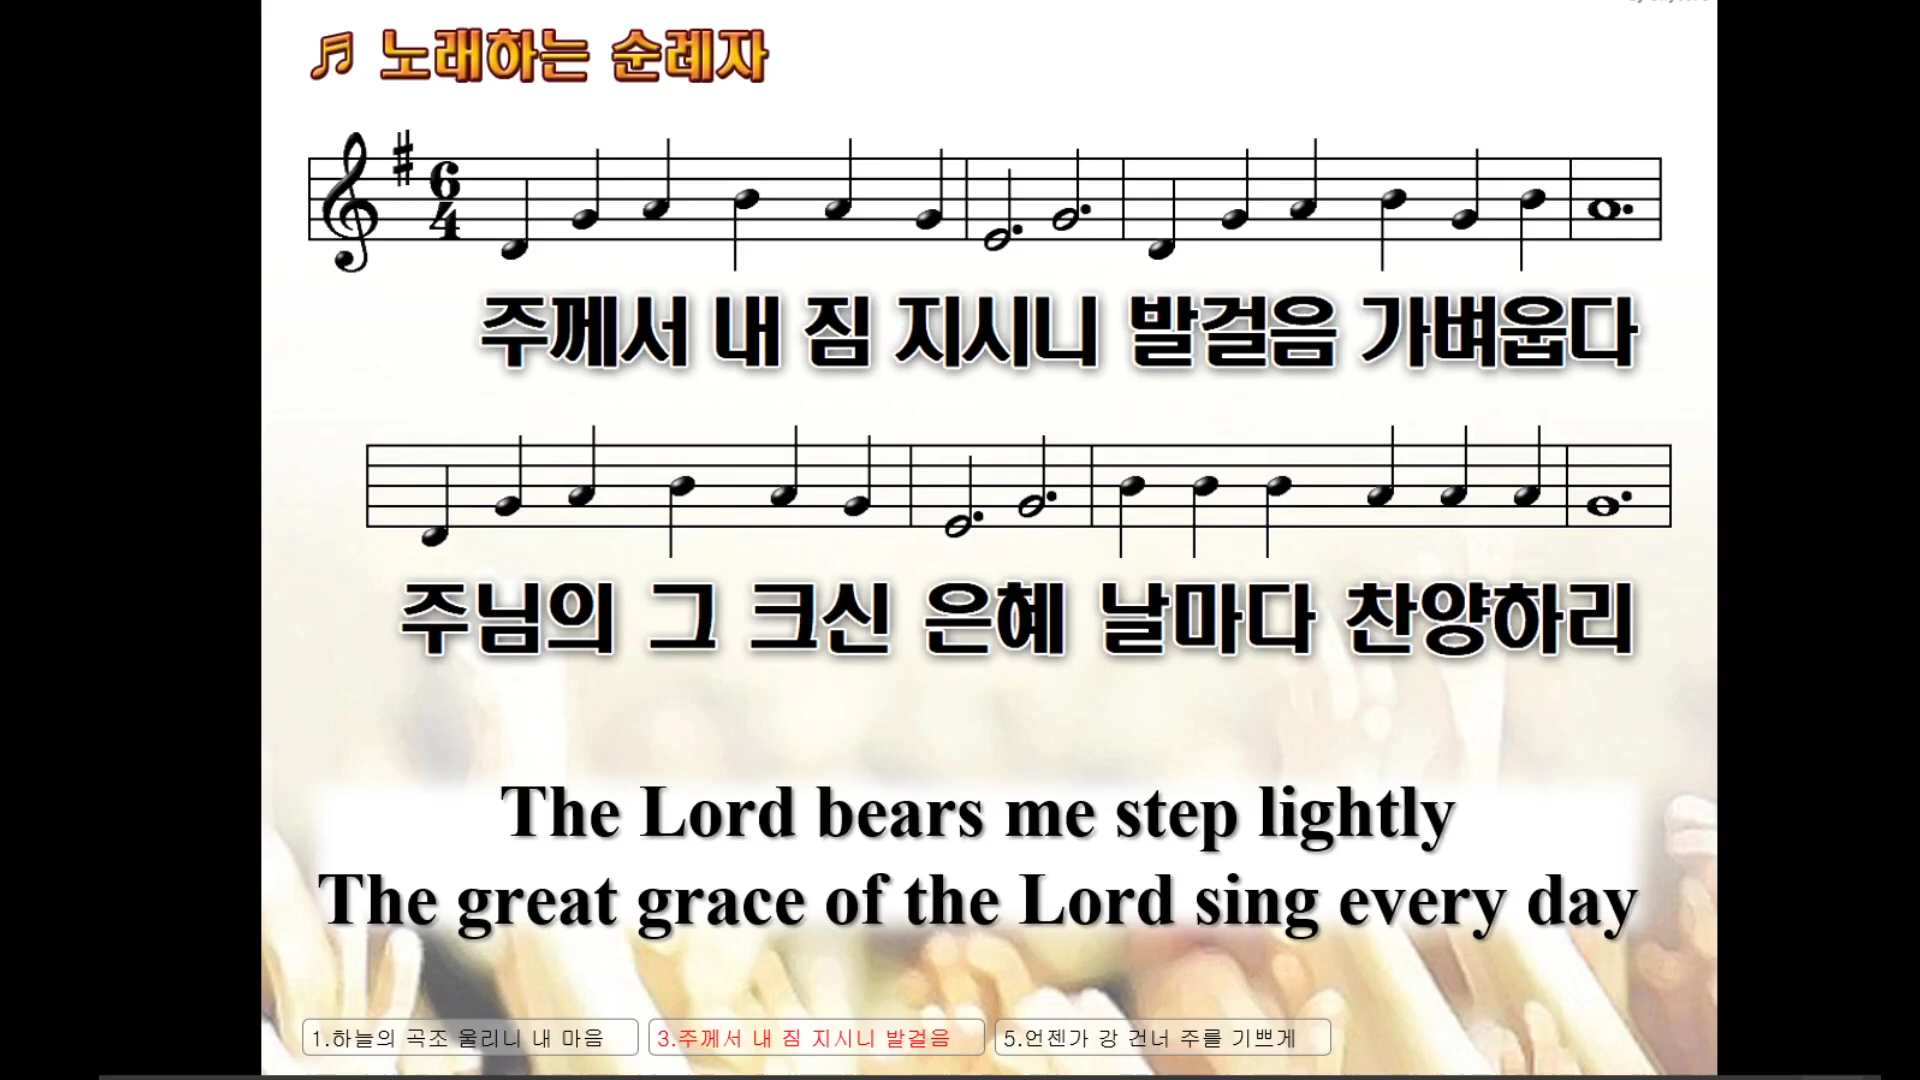 노래하는 순례자
6
4
주께서 내 짐 지시니 발걸음 가벼웁다
주님의 그 크신 은혜 날마다 찬양하리
The Lord bears me step lightly
The great grace of the Lord sing every day
1.하늘의 곡조 울리니 내 마음
3.주께서 내 짐 지시니 발걸음
5.언젠가 강 건너 주를 기쁘게